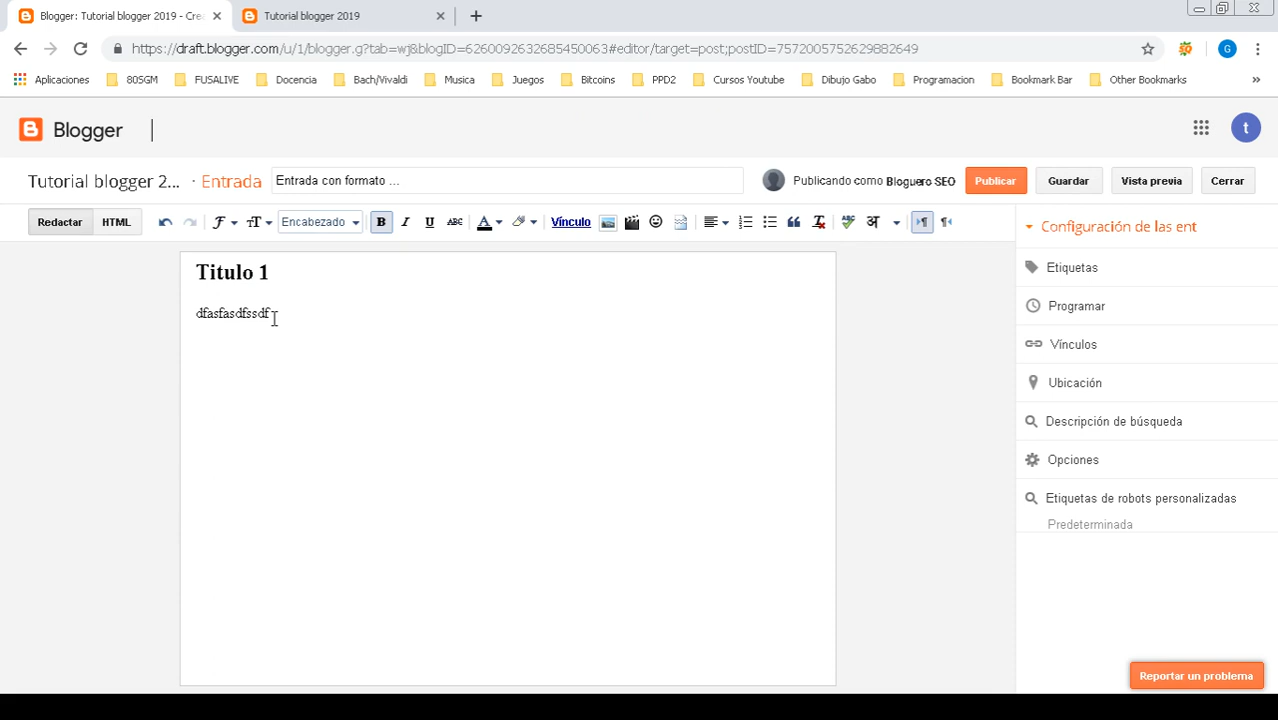 Blogger: Tutorial blogger 2019 - Cre
Tutorial blogger 2019
https://draft.blogger.com/u/1/blogger.g?tab=wj&blogID=6260092632685450063#editor/target=post;postID=7572005752629882649
G
Aplicaciones 80SGM FUSALIVE Docencia Bach/Vivaldi Musica Juegos Bitcoins PPD2 Cursos Youtube Dibujo Gabo Programacion Bookmark Bar Other Bookmarks »
Blogger
t
Tutorial blogger 2... · Entrada Entrada con formato ... Publicando como Bloguero SEO Publicar Guardar Vista previa Cerrar
Redactar HTML Encabezado B I U ABC A Vínculo
Configuración de las ent
Titulo 1
dfasfasdfssdf
Etiquetas
Programar
Vínculos
Ubicación
Descripción de búsqueda
Opciones
Etiquetas de robots personalizadas
Predeterminada
Reportar un problema